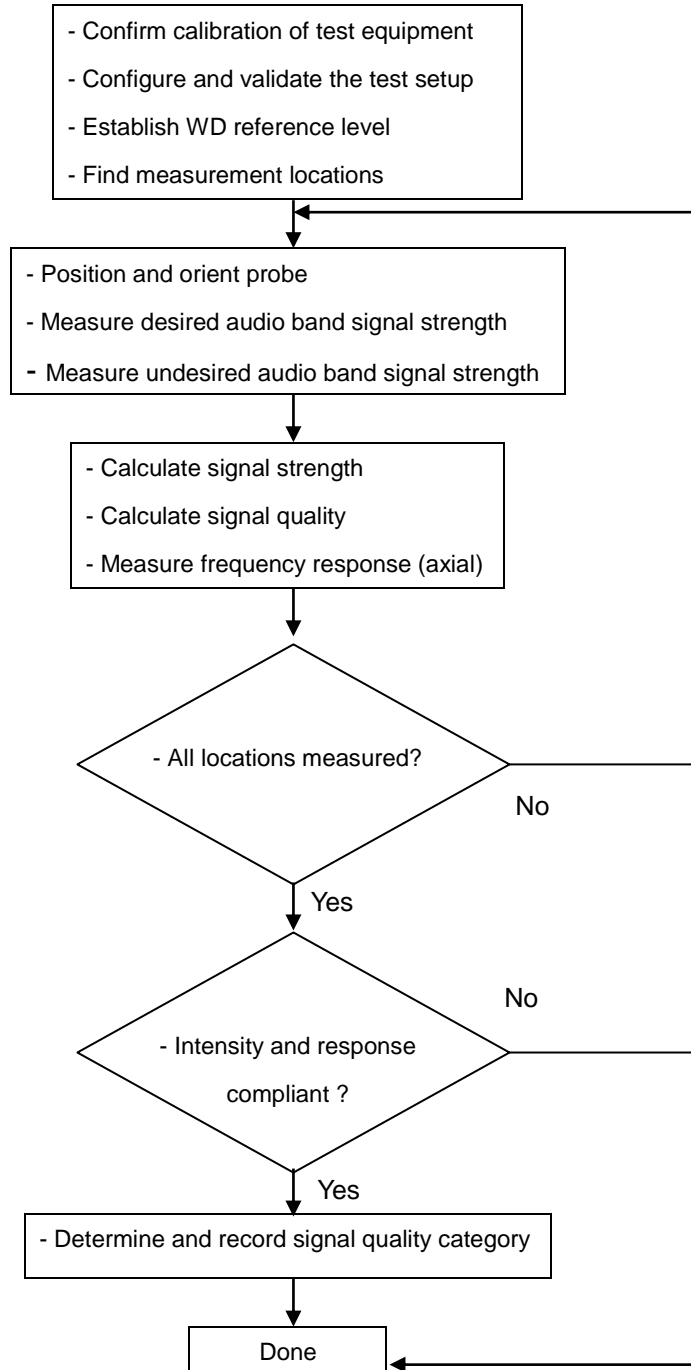 - Confirm calibration of test equipment
- Configure and validate the test setup
- Establish WD reference level
- Find measurement locations
- Position and orient probe
- Measure desired audio band signal strength
- Measure undesired audio band signal strength
- Calculate signal strength
- Calculate signal quality
- Measure frequency response (axial)
- All locations measured?
No
Yes
No
- Intensity and response
compliant ?
Yes
- Determine and record signal quality category
Done